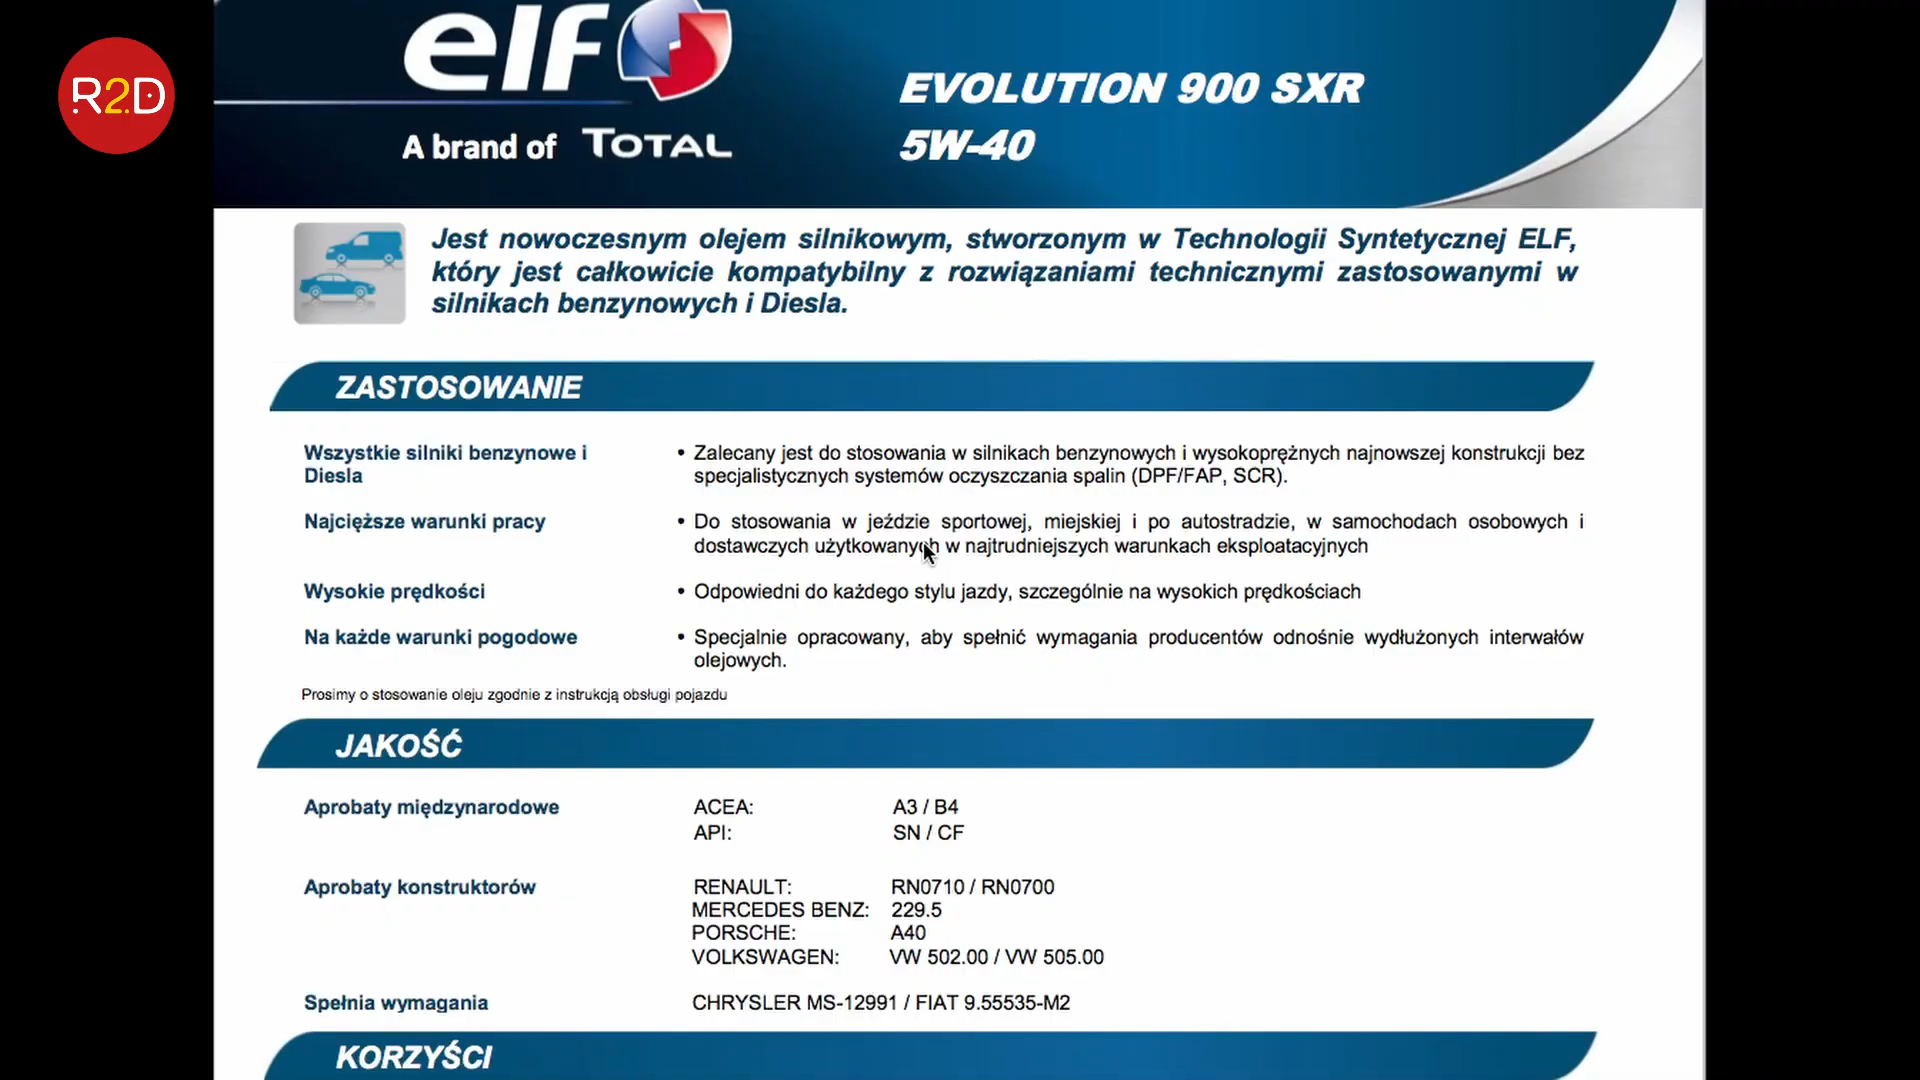 R2D
elf
A brand of TOTAL
EVOLUTION 900 SXR
5W-40
Jest nowoczesnym olejem silnikowym, stworzonym w Technologii Syntetycznej ELF,
który jest całkowicie kompatybilny z rozwiązaniami technicznymi zastosowanymi w
silnikach benzynowych i Diesla.
ZASTOSOWANIE
Wszystkie silniki benzynowe i
Diesla
• Zalecany jest do stosowania w silnikach benzynowych i wysokoprężnych najnowszej konstrukcji bez
specjalistycznych systemów oczyszczania spalin (DPF/FAP, SCR).
Najcięższe warunki pracy
• Do stosowania w jeździe sportowej, miejskiej i po autostradzie, w samochodach osobowych i
dostawczych użytkowanych w najtrudniejszych warunkach eksploatacyjnych
Wysokie prędkości
• Odpowiedni do każdego stylu jazdy, szczególnie na wysokich prędkościach
Na każde warunki pogodowe
• Specjalnie opracowany, aby spełnić wymagania producentów odnośnie wydłużonych interwałów
olejowych.
Prosimy o stosowanie oleju zgodnie z instrukcją obsługi pojazdu
JAKOŚĆ
Aprobaty międzynarodowe
ACEA: A3 / B4
API: SN / CF
Aprobaty konstruktorów
RENAULT: RN0710 / RN0700
MERCEDES BENZ: 229.5
PORSCHE: A40
VOLKSWAGEN: VW 502.00 / VW 505.00
Spełnia wymagania
CHRYSLER MS-12991 / FIAT 9.55535-M2
KORZYŚCI